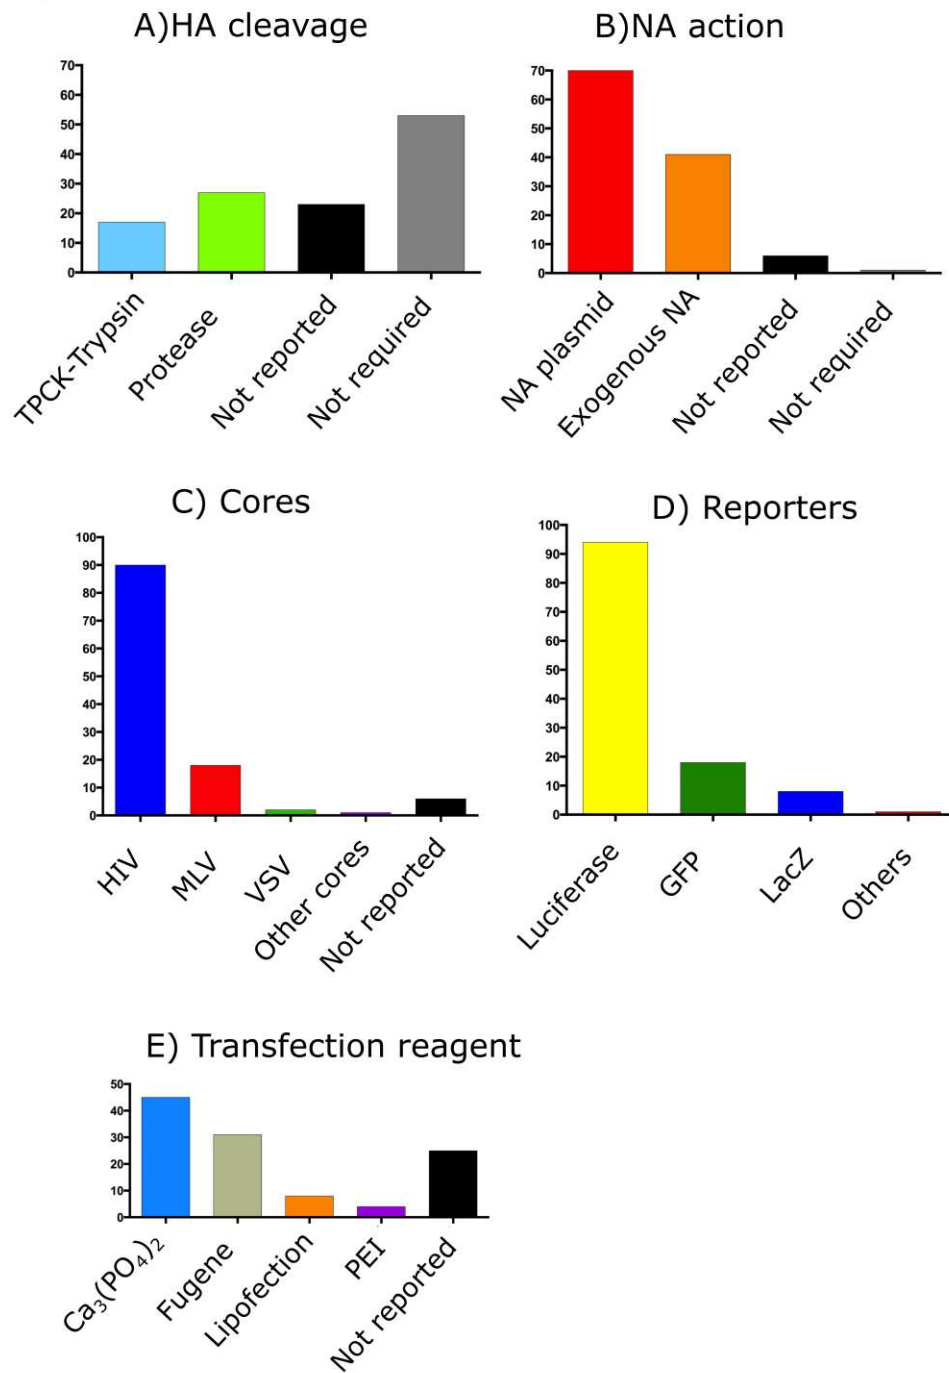 A)HA cleavage
70
60
50
40
30
20
10
0
TPCK-Trypsin
Protease
Not reported
Not required
B)NA action
70
60
50
40
30
20
10
0
NA plasmid
Exogenous NA
Not reported
Not required
C) Cores
100
90
80
70
60
50
40
30
20
10
0
HIV
MLV
VSV
Other cores
Not reported
D) Reporters
100
90
80
70
60
50
40
30
20
10
0
Luciferase
GFP
LacZ
Others
E) Transfection reagent
50
40
30
20
10
0
Ca₃(PO₄)₂
Fugene
Lipofection
PEI
Not reported